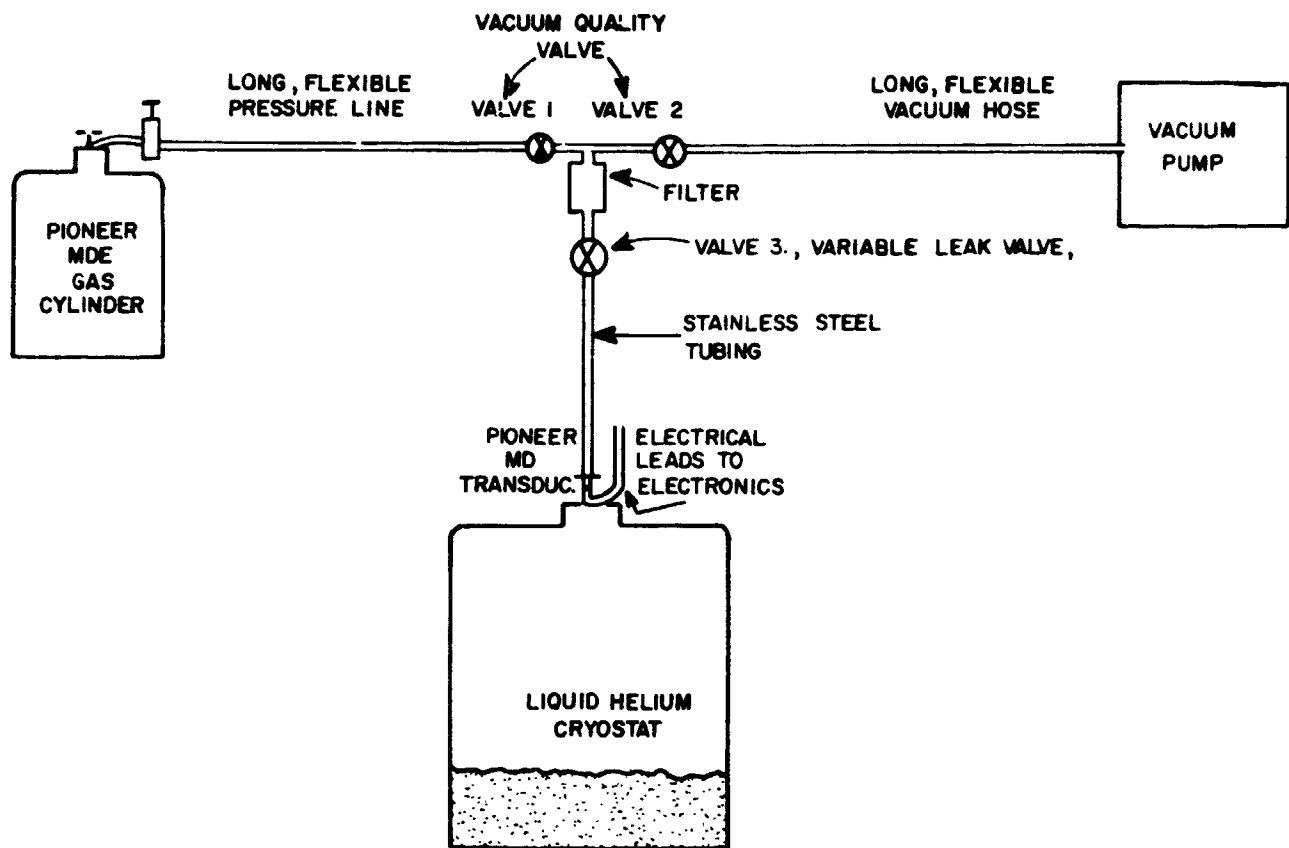 VACUUM QUALITY
VALVE
LONG, FLEXIBLE
PRESSURE LINE
VALVE 1
VALVE 2
LONG, FLEXIBLE
VACUUM HOSE
VACUUM
PUMP
FILTER
PIONEER
MDE
GAS
CYLINDER
VALVE 3., VARIABLE LEAK VALVE,
STAINLESS STEEL
TUBING
PIONEER
MD
TRANSDUC.
ELECTRICAL
LEADS TO
ELECTRONICS
LIQUID HELIUM
CRYOSTAT